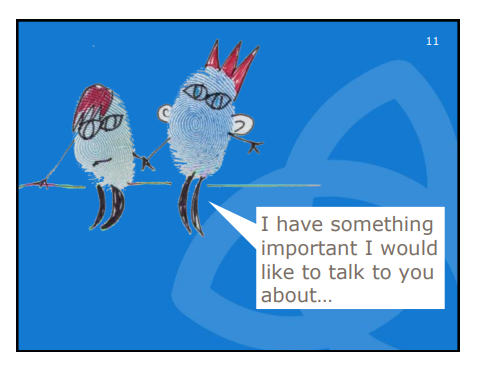 11
I have something
important I would
like to talk to you
about…